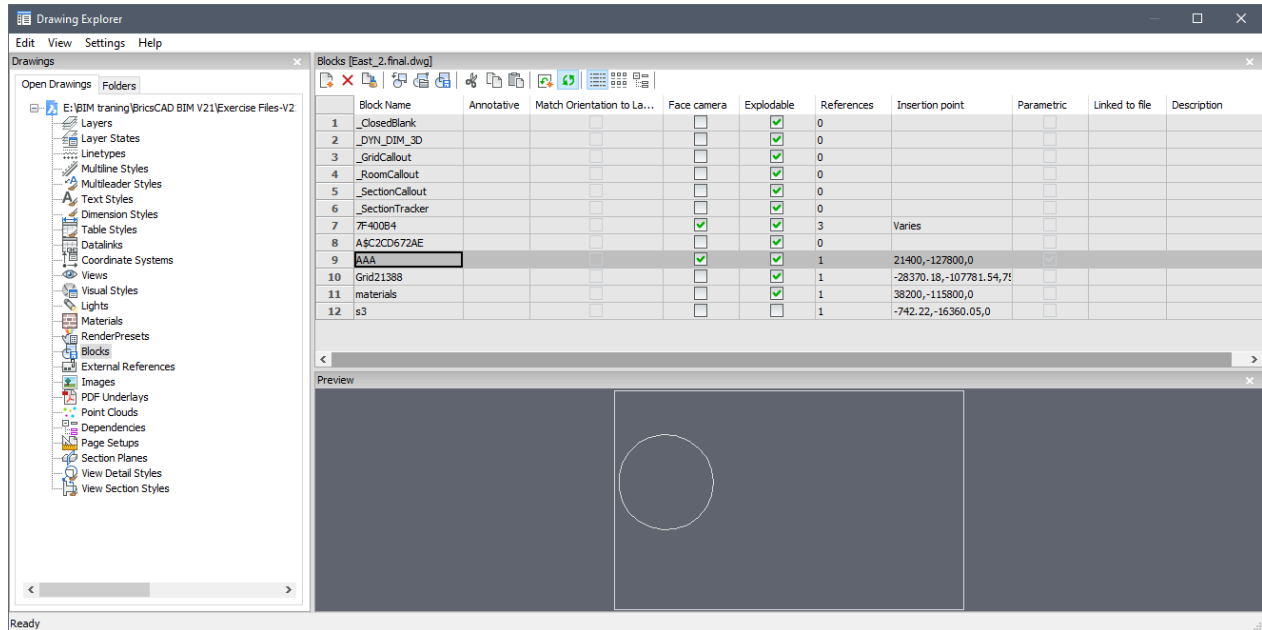 Drawing Explorer
Edit View Settings Help
Drawings
Open Drawings Folders
E:\BIM traning\BricsCAD BIM V21\Exercise Files-V2
Layers
Layer States
Linetypes
Multiline Styles
Multileader Styles
Text Styles
Dimension Styles
Table Styles
Datalinks
Coordinate Systems
Views
Visual Styles
Lights
Materials
RenderPresets
Blocks
External References
Images
PDF Underlays
Point Clouds
Dependencies
Page Setups
Section Planes
View Detail Styles
View Section Styles
Blocks [East_2.final.dwg]
Block Name Annotative Match Orientation to La... Face camera Explodable References Insertion point Parametric Linked to file Description
1 _ClosedBlank 0
2 _DYN_DIM_3D 0
3 _GridCallout 0
4 _RoomCallout 0
5 _SectionCallout 0
6 _SectionTracker 0
7 7F400B4 3 Varies
8 A$C2CD672AE 0
9 AAA 1 21400,-127800,0
10 Grid21388 1 -28370.18,-107781.54,75
11 materials 1 38200,-115800,0
12 s3 1 -742.22,-16360.05,0
Preview
Ready